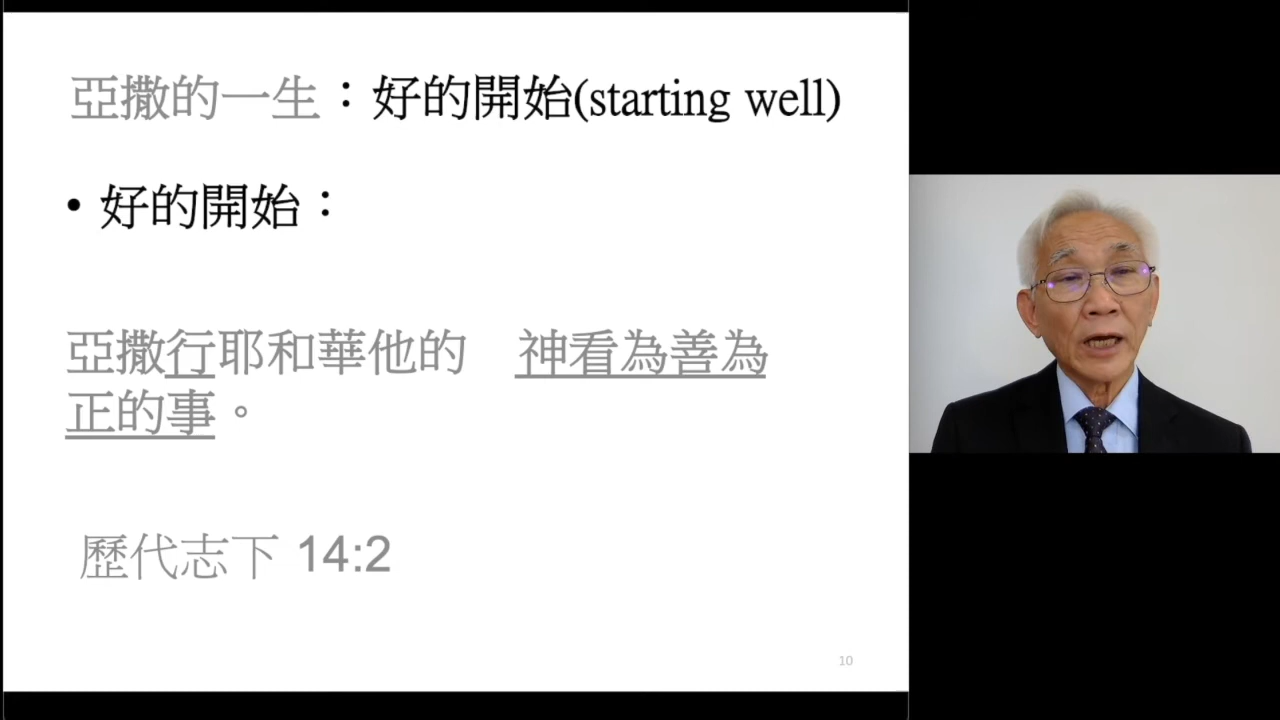 亞撒的一生：好的開始(starting well)
• 好的開始：
亞撒行耶和華他的　神看為善為
正的事。
歷代志下 14:2
10